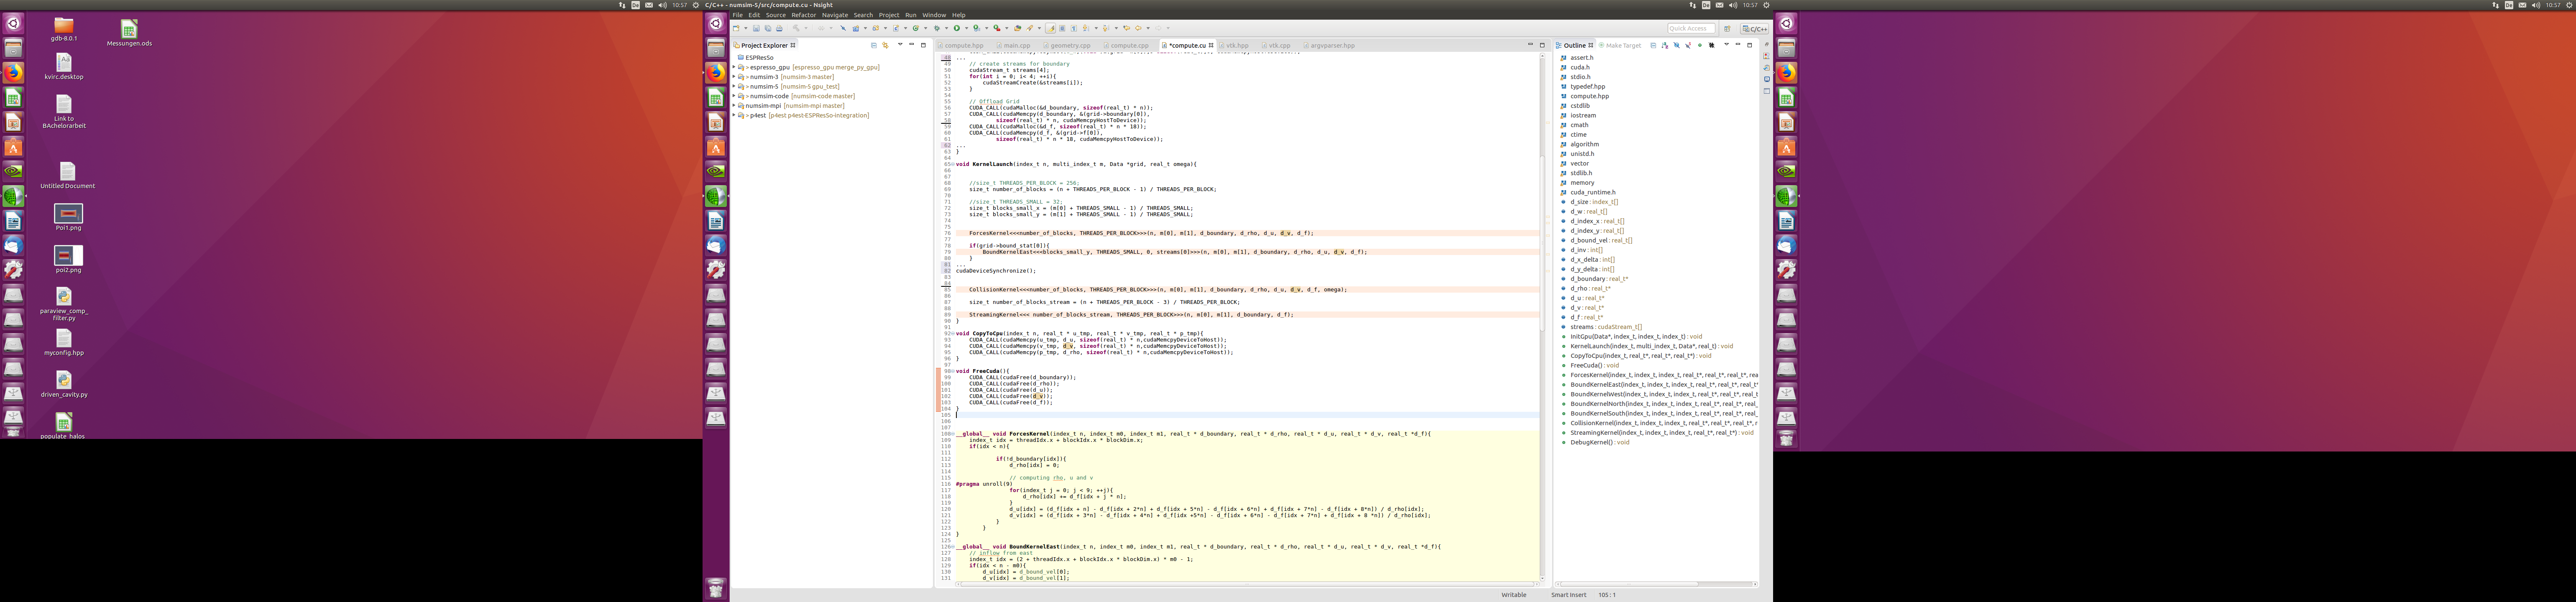 De
10:57
C/C++ - numsim-5/src/compute.cu - Nsight
De
10:57
De
10:57
gdb-8.0.1
Messungen.ods
kvirc.desktop
Link to
BAchelorarbeit
Untitled Document
Poi1.png
poi2.png
paraview_comp_
filter.py
myconfig.hpp
driven_cavity.py
populate_halos
File Edit Source Refactor Navigate Search Project Run Window Help
Quick Access
C/C++
Project Explorer
ESPResSo
> espresso_gpu [espresso_gpu merge_py_gpu]
> numsim-3 [numsim-3 master]
> numsim-5 [numsim-5 gpu_test]
> numsim-code [numsim-code master]
numsim-mpi [numsim-mpi master]
> p4est [p4est p4est-ESPResSo-integration]
compute.hpp main.cpp geometry.cpp compute.cpp *compute.cu vtk.hpp vtk.cpp argvparser.hpp
48 ...
49 // create streams for boundary
50 cudaStream_t streams[4];
51 for(int i = 0; i< 4; ++i){
52 cudaStreamCreate(&streams[i]);
53 }
54
55 // Offload Grid
56 CUDA_CALL(cudaMalloc(&d_boundary, sizeof(real_t) * n));
57 CUDA_CALL(cudaMemcpy(d_boundary, &(grid->boundary[0]),
58 sizeof(real_t) * n, cudaMemcpyHostToDevice));
59 CUDA_CALL(cudaMalloc(&d_f, sizeof(real_t) * n * 18));
60 CUDA_CALL(cudaMemcpy(d_f, &(grid->f[0]),
61 sizeof(real_t) * n * 18, cudaMemcpyHostToDevice));
62 ...
63 }
64
65 void KernelLaunch(index_t n, multi_index_t m, Data *grid, real_t omega){
66
67
68 //size_t THREADS_PER_BLOCK = 256;
69 size_t number_of_blocks = (n + THREADS_PER_BLOCK - 1) / THREADS_PER_BLOCK;
70
71 //size_t THREADS_SMALL = 32;
72 size_t blocks_small_x = (m[0] + THREADS_SMALL - 1) / THREADS_SMALL;
73 size_t blocks_small_y = (m[1] + THREADS_SMALL - 1) / THREADS_SMALL;
74
75
76 ForcesKernel<<<number_of_blocks, THREADS_PER_BLOCK>>>(n, m[0], m[1], d_boundary, d_rho, d_u, d_v, d_f);
77
78 if(grid->bound_stat[0]){
79 BoundKernelEast<<<blocks_small_y, THREADS_SMALL, 0, streams[0]>>>(n, m[0], m[1], d_boundary, d_rho, d_u, d_v, d_f);
80 }
81 ...
82 cudaDeviceSynchronize();
83
84
85 CollisionKernel<<<number_of_blocks, THREADS_PER_BLOCK>>>(n, m[0], m[1], d_boundary, d_rho, d_u, d_v, d_f, omega);
86
87 size_t number_of_blocks_stream = (n + THREADS_PER_BLOCK - 3) / THREADS_PER_BLOCK;
88
89 StreamingKernel<<< number_of_blocks_stream, THREADS_PER_BLOCK>>>(n, m[0], m[1], d_boundary, d_f);
90 }
91
92 void CopyToCpu(index_t n, real_t * u_tmp, real_t * v_tmp, real_t * p_tmp){
93 CUDA_CALL(cudaMemcpy(u_tmp, d_u, sizeof(real_t) * n,cudaMemcpyDeviceToHost));
94 CUDA_CALL(cudaMemcpy(v_tmp, d_v, sizeof(real_t) * n,cudaMemcpyDeviceToHost));
95 CUDA_CALL(cudaMemcpy(p_tmp, d_rho, sizeof(real_t) * n,cudaMemcpyDeviceToHost));
96 }
97
98 void FreeCuda(){
99 CUDA_CALL(cudaFree(d_boundary));
100 CUDA_CALL(cudaFree(d_rho));
101 CUDA_CALL(cudaFree(d_u));
102 CUDA_CALL(cudaFree(d_v));
103 CUDA_CALL(cudaFree(d_f));
104 }
105
106
107
108 __global__ void ForcesKernel(index_t n, index_t m0, index_t m1, real_t * d_boundary, real_t * d_rho, real_t * d_u, real_t * d_v, real_t *d_f){
109 index_t idx = threadIdx.x + blockIdx.x * blockDim.x;
110 if(idx < n){
111
112 if(!d_boundary[idx]){
113 d_rho[idx] = 0;
114
115 // computing rho, u and v
116 #pragma unroll(9)
117 for(index_t j = 0; j < 9; ++j){
118 d_rho[idx] += d_f[idx + j * n];
119 }
120 d_u[idx] = (d_f[idx + n] - d_f[idx + 2*n] + d_f[idx + 5*n] - d_f[idx + 6*n] + d_f[idx + 7*n] - d_f[idx + 8*n]) / d_rho[idx];
121 d_v[idx] = (d_f[idx + 3*n] - d_f[idx + 4*n] + d_f[idx +5*n] - d_f[idx + 6*n] - d_f[idx + 7*n] + d_f[idx + 8 *n]) / d_rho[idx];
122 }
123 }
124 }
125
126 __global__ void BoundKernelEast(index_t n, index_t m0, index_t m1, real_t * d_boundary, real_t * d_rho, real_t * d_u, real_t * d_v, real_t *d_f){
127 // inflow from east
128 index_t idx = (2 + threadIdx.x + blockIdx.x * blockDim.x) * m0 - 1;
129 if(idx < n - m0){
130 d_u[idx] = d_bound_vel[0];
131 d_v[idx] = d_bound_vel[1];
Outline Make Target
assert.h
cuda.h
stdio.h
typedef.hpp
compute.hpp
cstdlib
iostream
cmath
ctime
algorithm
unistd.h
vector
stdlib.h
memory
cuda_runtime.h
d_size : index_t[]
d_w : real_t[]
d_index_x : real_t[]
d_index_y : real_t[]
d_bound_vel : real_t[]
d_inv : int[]
d_x_delta : int[]
d_y_delta : int[]
d_boundary : real_t*
d_rho : real_t*
d_u : real_t*
d_v : real_t*
d_f : real_t*
streams : cudaStream_t[]
InitGpu(Data*, index_t, index_t, index_t) : void
KernelLaunch(index_t, multi_index_t, Data*, real_t) : void
CopyToCpu(index_t, real_t*, real_t*, real_t*) : void
FreeCuda() : void
ForcesKernel(index_t, index_t, index_t, real_t*, real_t*, real_t*, rea
BoundKernelEast(index_t, index_t, index_t, real_t*, real_t*, real_t*
BoundKernelWest(index_t, index_t, index_t, real_t*, real_t*, real_t
BoundKernelNorth(index_t, index_t, index_t, real_t*, real_t*, real_
BoundKernelSouth(index_t, index_t, index_t, real_t*, real_t*, real_
CollisionKernel(index_t, index_t, index_t, real_t*, real_t*, real_t*, r
StreamingKernel(index_t, index_t, index_t, real_t*, real_t*) : void
DebugKernel() : void
Writable Smart Insert 105 : 1